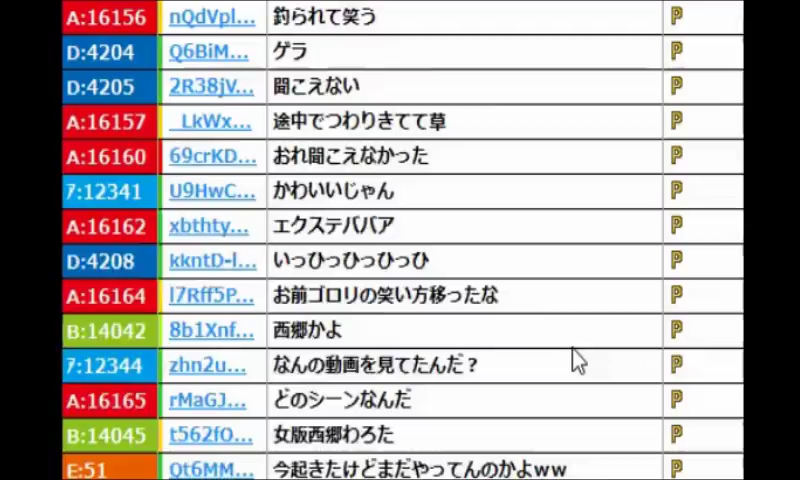 A:16156 nQdVpl... 釣られて笑う P
D:4204 Q6BiM... ゲラ P
D:4205 2R38jV... 聞こえない P
A:16157 _LkWx... 途中でつわりきてて草 P
A:16160 69crKD... おれ聞こえなかった P
7:12341 U9HwC... かわいいじゃん P
A:16162 xbthty... エクステババア P
D:4208 kkntD-l... いっひっひっひっひ P
A:16164 l7Rff5P... お前ゴロリの笑い方移ったな P
B:14042 8b1Xnf... 西郷かよ P
7:12344 zhn2u... なんの動画を見てたんだ？ P
A:16165 rMaGJ... どのシーンなんだ P
B:14045 t562fO... 女版西郷わろた P
E:51 Qt6MM... 今起きたけどまだやってんのかよｗｗ P